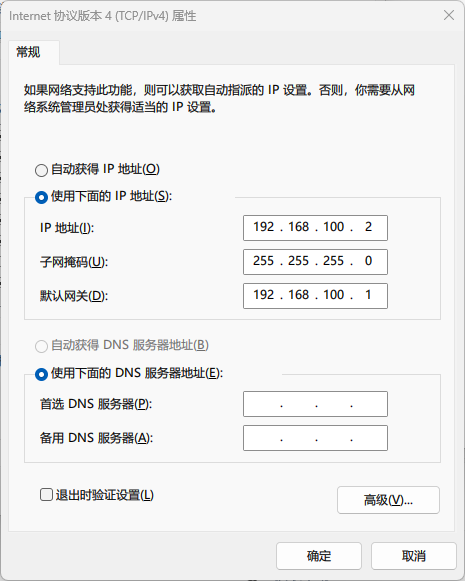 Internet 协议版本 4 (TCP/IPv4) 属性
常规
如果网络支持此功能，则可以获取自动指派的 IP 设置。否则，你需要从网
络系统管理员处获得适当的 IP 设置。
自动获得 IP 地址(O)
使用下面的 IP 地址(S):
IP 地址(I): 192 . 168 . 100 . 2
子网掩码(U): 255 . 255 . 255 . 0
默认网关(D): 192 . 168 . 100 . 1
自动获得 DNS 服务器地址(B)
使用下面的 DNS 服务器地址(E):
首选 DNS 服务器(P): . . .
备用 DNS 服务器(A): . . .
退出时验证设置(L)
高级(V)...
确定 取消